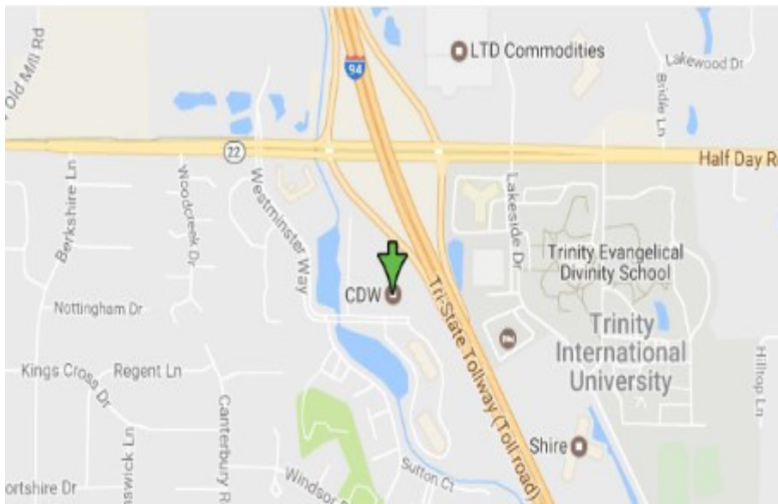 Old Mill Rd
LTD Commodities
94
Lakewood Dr
Bridle Ln
22
Half Day R
Berkshire Ln
Woodcreek Dr
Westminster Way
Lakeside Dr
Trinity Evangelical
Divinity School
CDW
Nottingham Dr
Tri-State Tollway (Toll road)
Trinity
International
University
Kings Cross Dr
Regent Ln
Hilltop Ln
Canterbury R
Shire
swick Ln
Sutton Ct
Windsor
ortshire Dr